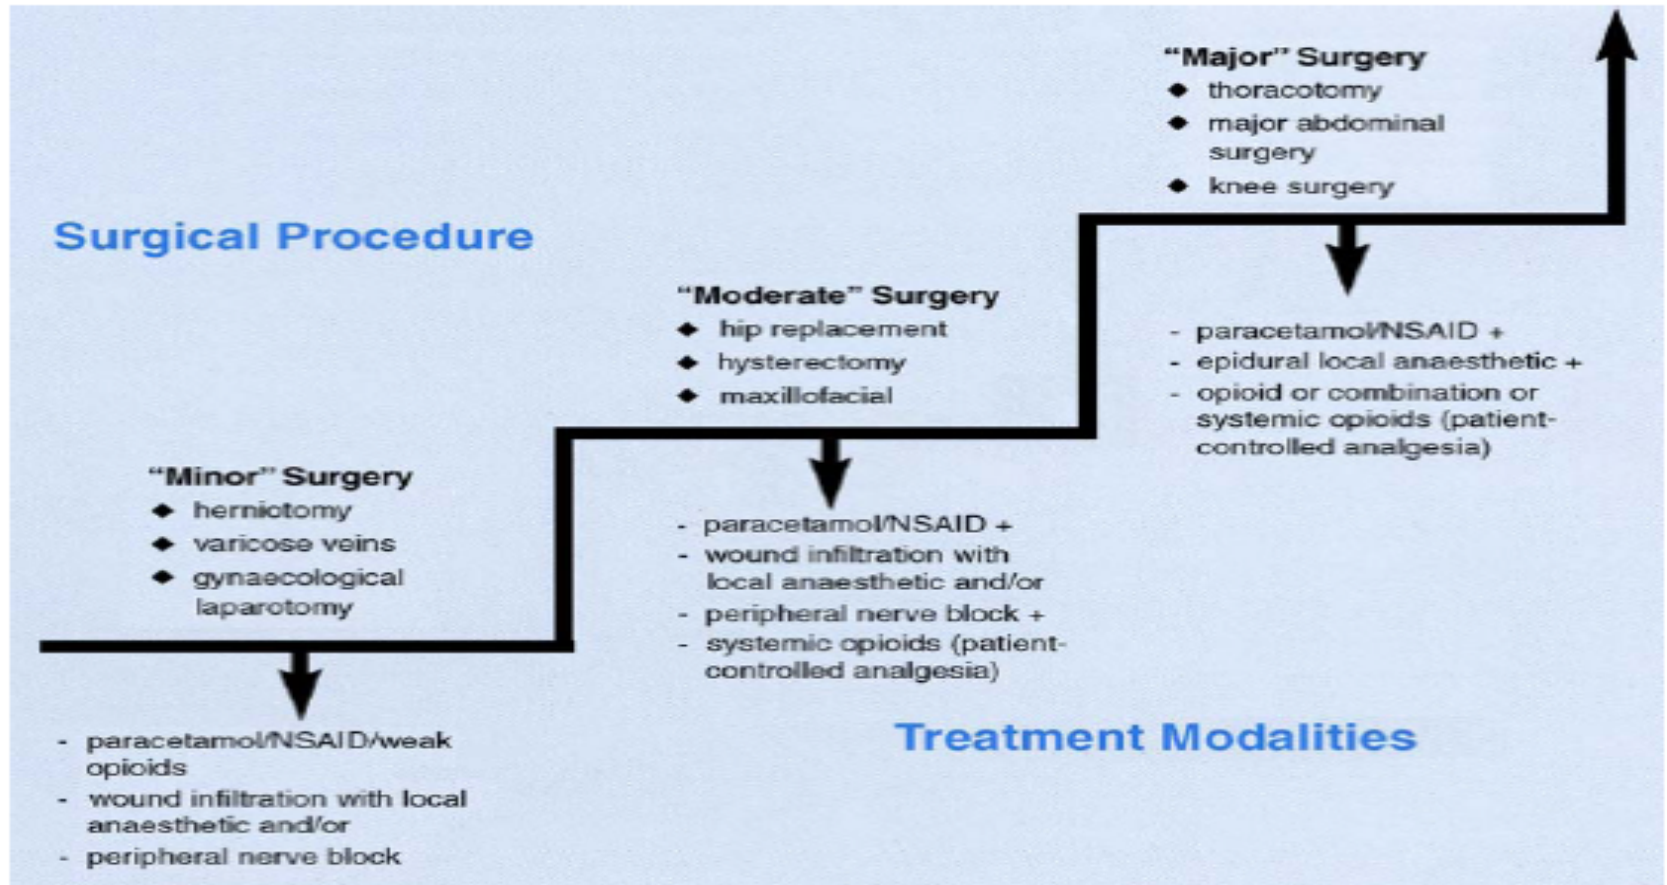 Surgical Procedure
“Minor” Surgery
◆ herniotomy
◆ varicose veins
◆ gynaecological
laparotomy
- paracetamol/NSAID/weak
opioids
- wound infiltration with local
anaesthetic and/or
- peripheral nerve block
“Moderate” Surgery
◆ hip replacement
◆ hysterectomy
◆ maxillofacial
- paracetamol/NSAID +
- wound infiltration with
local anaesthetic and/or
- peripheral nerve block +
- systemic opioids (patient-
controlled analgesia)
“Major” Surgery
◆ thoracotomy
◆ major abdominal
surgery
◆ knee surgery
- paracetamol/NSAID +
- epidural local anaesthetic +
- opioid or combination or
systemic opioids (patient-
controlled analgesia)
Treatment Modalities